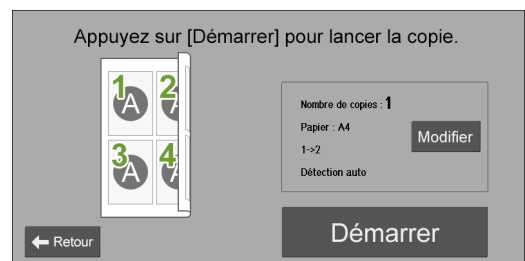 Appuyez sur [Démarrer] pour lancer la copie.
1 2
A A
3 4
A A
Nombre de copies : 1
Papier : A4
1->2
Détection auto
Modifier
Retour
Démarrer